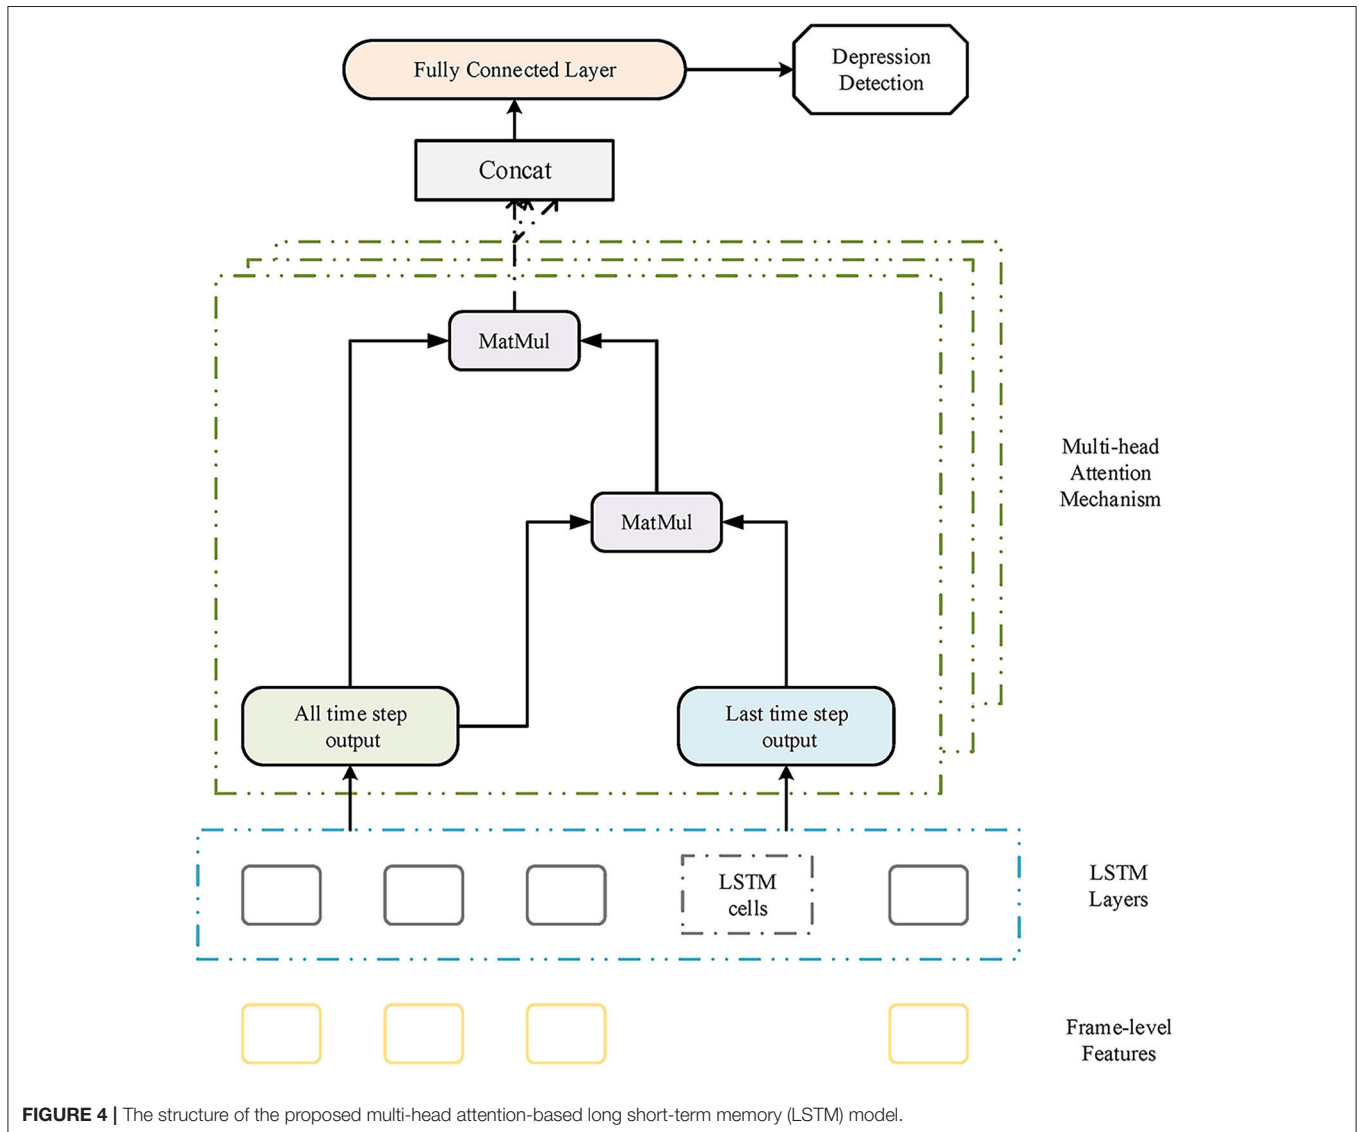 Fully Connected Layer
Depression
Detection
Concat
MatMul
Multi-head
Attention
Mechanism
MatMul
All time step
output
Last time step
output
LSTM
cells
LSTM
Layers
Frame-level
Features
FIGURE 4 | The structure of the proposed multi-head attention-based long short-term memory (LSTM) model.